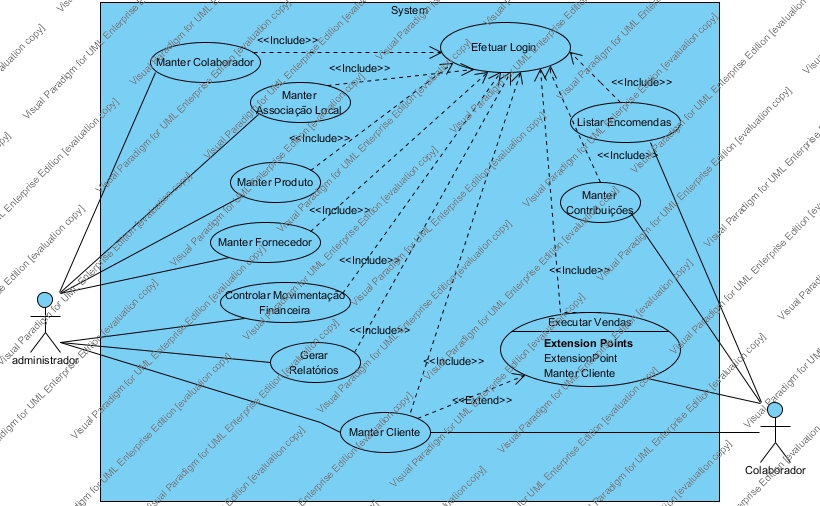 System
<<Include>>
Efetuar Login
Manter Colaborador
<<Include>>
<<Include>>
Manter
Associação Local
Listar Encomendas
<<Include>>
<<Include>>
Manter Produto
Manter
Contribuições
<<Include>>
Manter Fornecedor
<<Include>>
<<Include>>
Controlar Movimentação
Financeira
Executar Vendas
<<Include>>
Extension Points
ExtensionPoint
Manter Cliente
Gerar
Relatórios
administrador
<<Include>>
<<Extend>>
Manter Cliente
Colaborador
Visual Paradigm for UML Enterprise Edition [evaluation copy]